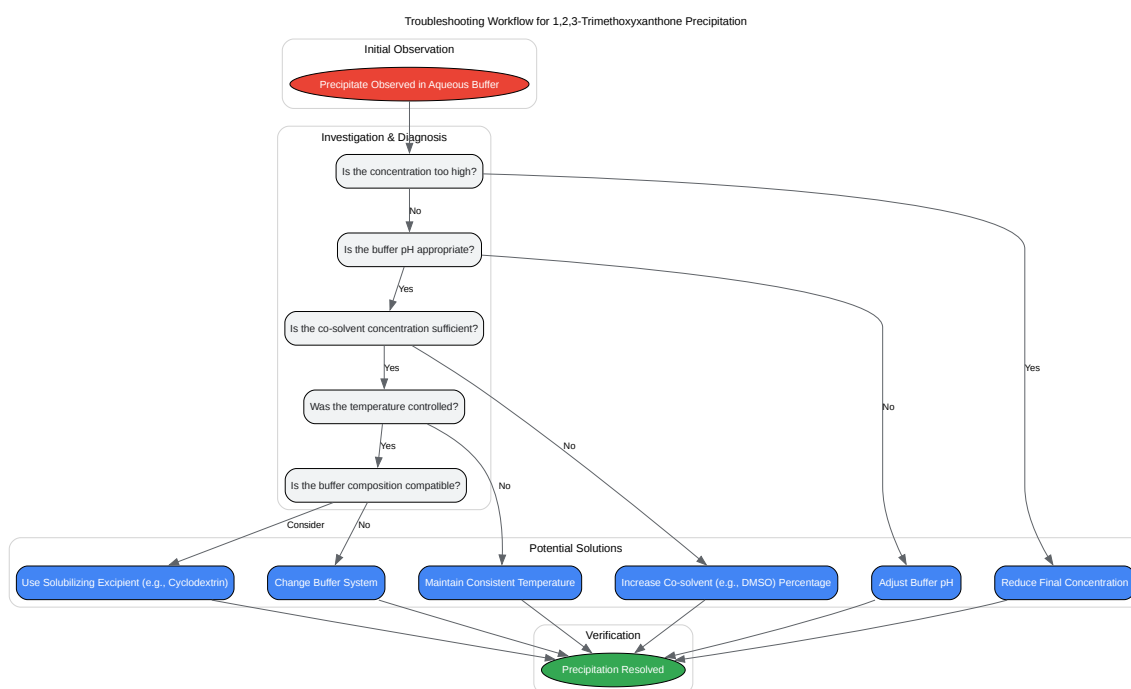 Troubleshooting Workflow for 1,2,3-Trimethoxyxanthone Precipitation
Initial Observation
Precipitate Observed in Aqueous Buffer
Investigation & Diagnosis
Is the concentration too high?
No
Is the buffer pH appropriate?
Yes
Is the co-solvent concentration sufficient?
Yes
Yes
No
Was the temperature controlled?
Yes
No
Is the buffer composition compatible?
No
Consider
No
Potential Solutions
Use Solubilizing Excipient (e.g., Cyclodextrin)
Change Buffer System
Maintain Consistent Temperature
Increase Co-solvent (e.g., DMSO) Percentage
Adjust Buffer pH
Reduce Final Concentration
Verification
Precipitation Resolved